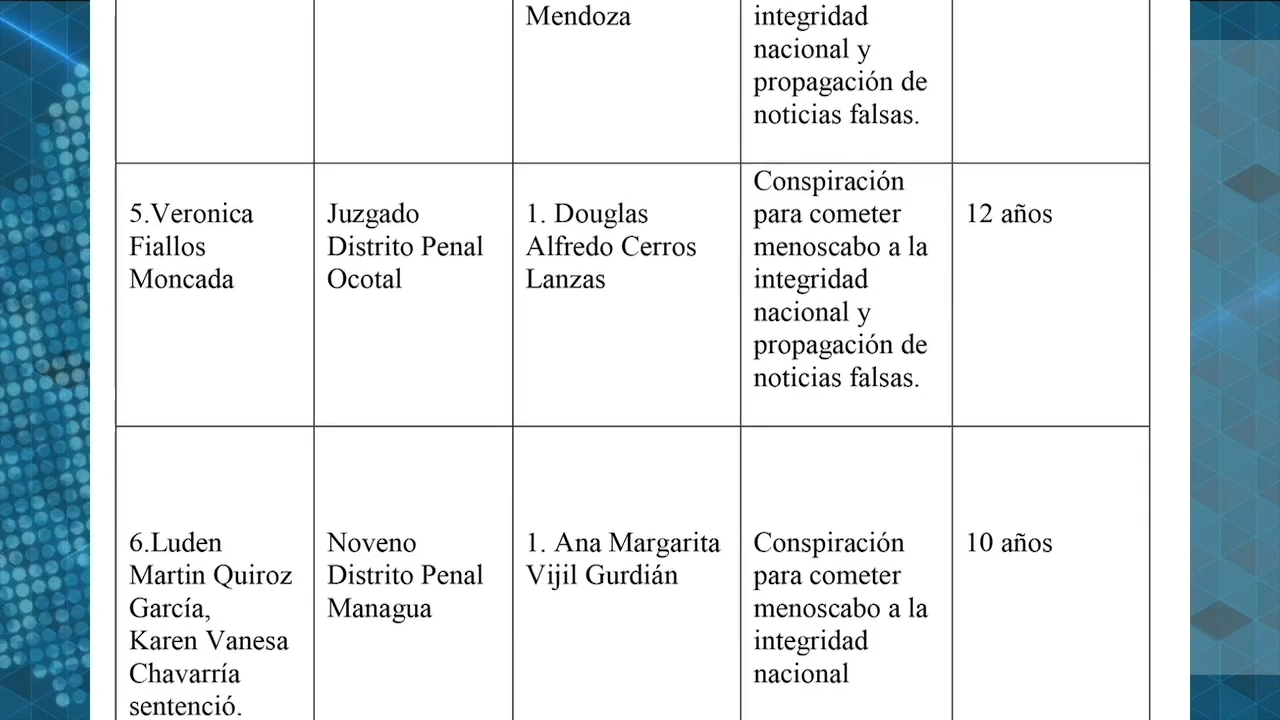 Mendoza
integridad
nacional y
propagación de
noticias falsas.
5.Veronica
Fiallos
Moncada
Juzgado
Distrito Penal
Ocotal
1. Douglas
Alfredo Cerros
Lanzas
Conspiración
para cometer
menoscabo a la
integridad
nacional y
propagación de
noticias falsas.
12 años
6.Luden
Martin Quiroz
García,
Karen Vanesa
Chavarría
sentenció.
Noveno
Distrito Penal
Managua
1. Ana Margarita
Vijil Gurdián
Conspiración
para cometer
menoscabo a la
integridad
nacional
10 años